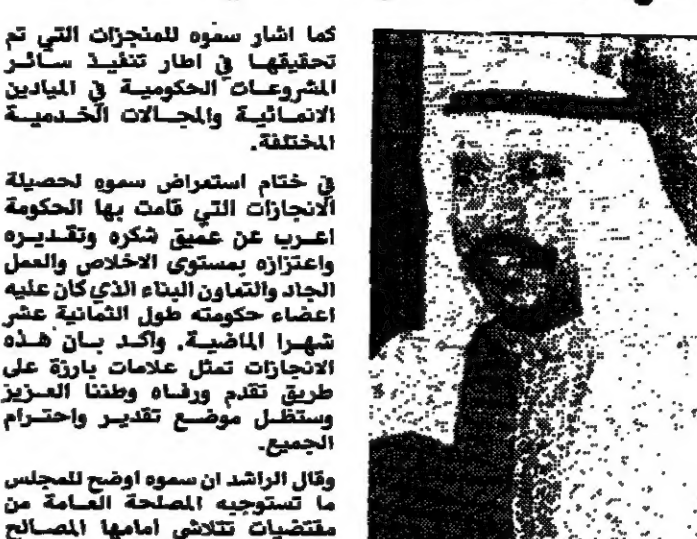 كما اشار سموه للمنجزات التي تم
تحقيقها في اطار تنفيذ سائر
المشروعات الحكومية في الميادين
الانمائية والمجالات الخدمية
المختلفة.
في ختام استعراض سموه لحصيلة
الانجازات التي قامت بها الحكومة
اعرب عن عميق شكره وتقديره
واعتزازه بمستوى الاخلاص والعمل
الجاد والتعاون البناء الذي كان عليه
اعضاء حكومته طول الثمانية عشر
شهرا الماضية. واكد بان هذه
الانجازات تمثل علامات بارزة على
طريق تقدم ورفاه وطننا العزيز
وستظل موضع تقدير واحترام
الجميع.
وقال الراشد ان سموه اوضح للمجلس
ما تستوجبه المصلحة العامة من
مقتضيات تتلاشى امامها المصالح